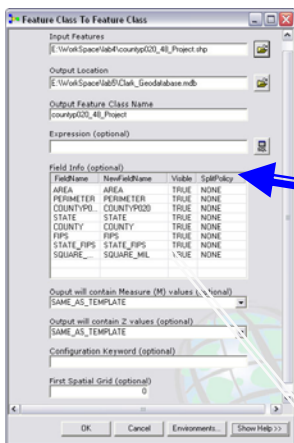 Feature Class To Feature Class
Input Features
E:\WorkSpace\lab4\countyp020_48_Project.shp
Output Location
E:\WorkSpace\lab5\Clark_Geodatabase.mdb
Output Feature Class Name
countyp020_48_Project
Expression (optional)
Field Info (optional)
FieldName NewFieldName Visible SplitPolicy
AREA AREA TRUE NONE
PERIMETER PERIMETER TRUE NONE
COUNTYP0... COUNTYP020 TRUE NONE
STATE STATE TRUE NONE
COUNTY COUNTY TRUE NONE
FIPS FIPS TRUE NONE
STATE_FIPS STATE_FIPS TRUE NONE
SQUARE_... SQUARE_MIL TRUE NONE
Ouput will contain Measure (M) values (optional)
SAME_AS_TEMPLATE
Output will contain Z values (optional)
SAME_AS_TEMPLATE
Configuration Keyword (optional)
First Spatial Grid (optional)
0
OK Cancel Environments... Show Help >>